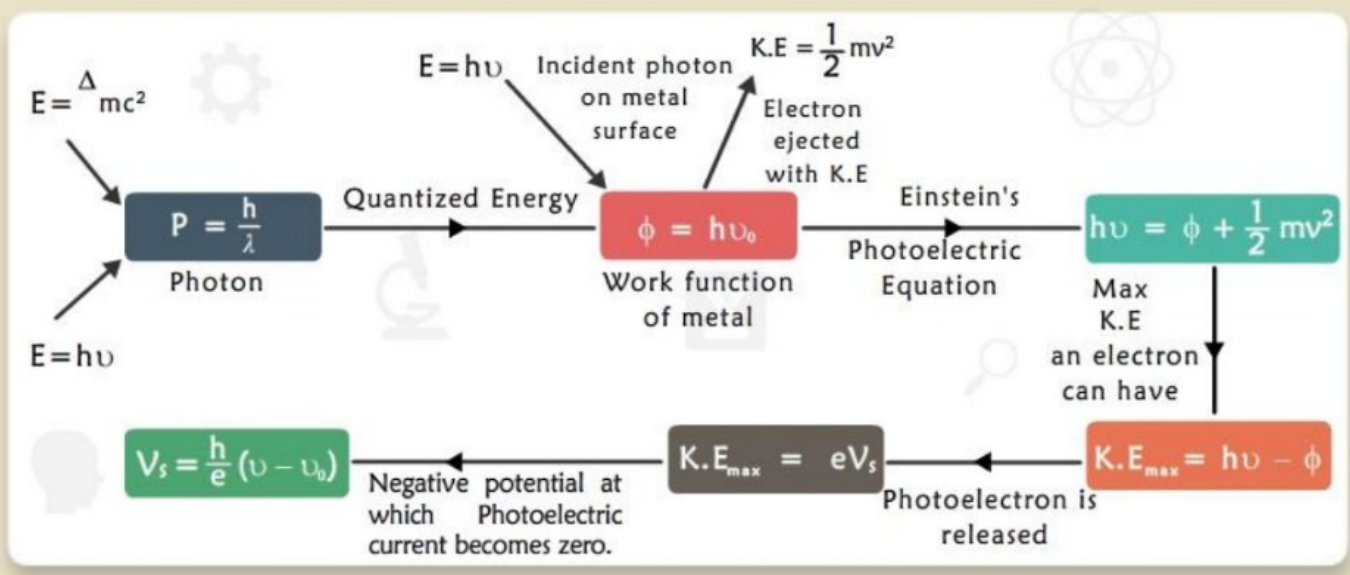 E = Δmc²
E=hυ
P = h/λ
Photon
Quantized Energy
E=hυ
Incident photon
on metal
surface
K.E = 1/2 mv²
Electron
ejected
with K.E
ϕ = hυ₀
Work function
of metal
Einstein's
Photoelectric
Equation
hυ = ϕ + 1/2 mv²
Max
K.E
an electron
can have
K.Eₘₐₓ = hυ − ϕ
Photoelectron is
released
K.Eₘₐₓ = eVₛ
Negative potential at
which Photoelectric
current becomes zero.
Vₛ = h/e (υ − υ₀)